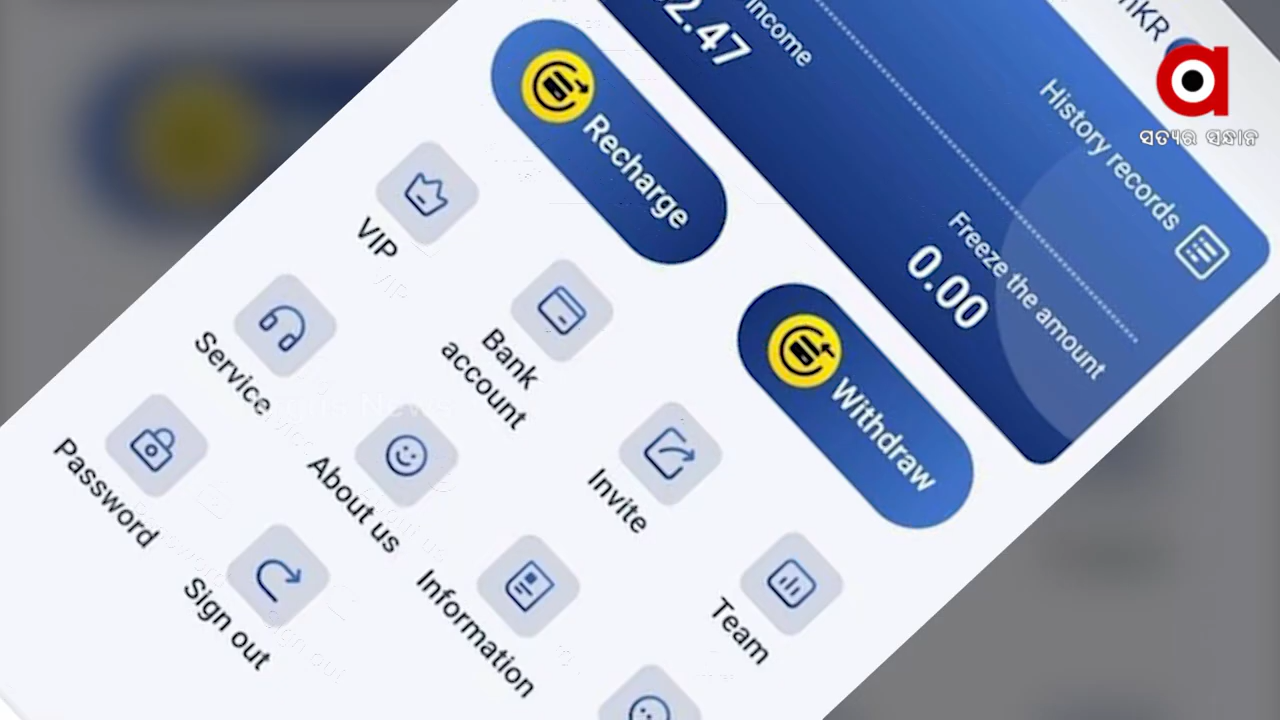 income
2.47
History records
Freeze the amount
0.00
Recharge
Withdraw
VIP
Bank
account
Invite
Team
Service
About us
Information
Password
Sign out
ସତ୍ୟର ସନ୍ଧାନ